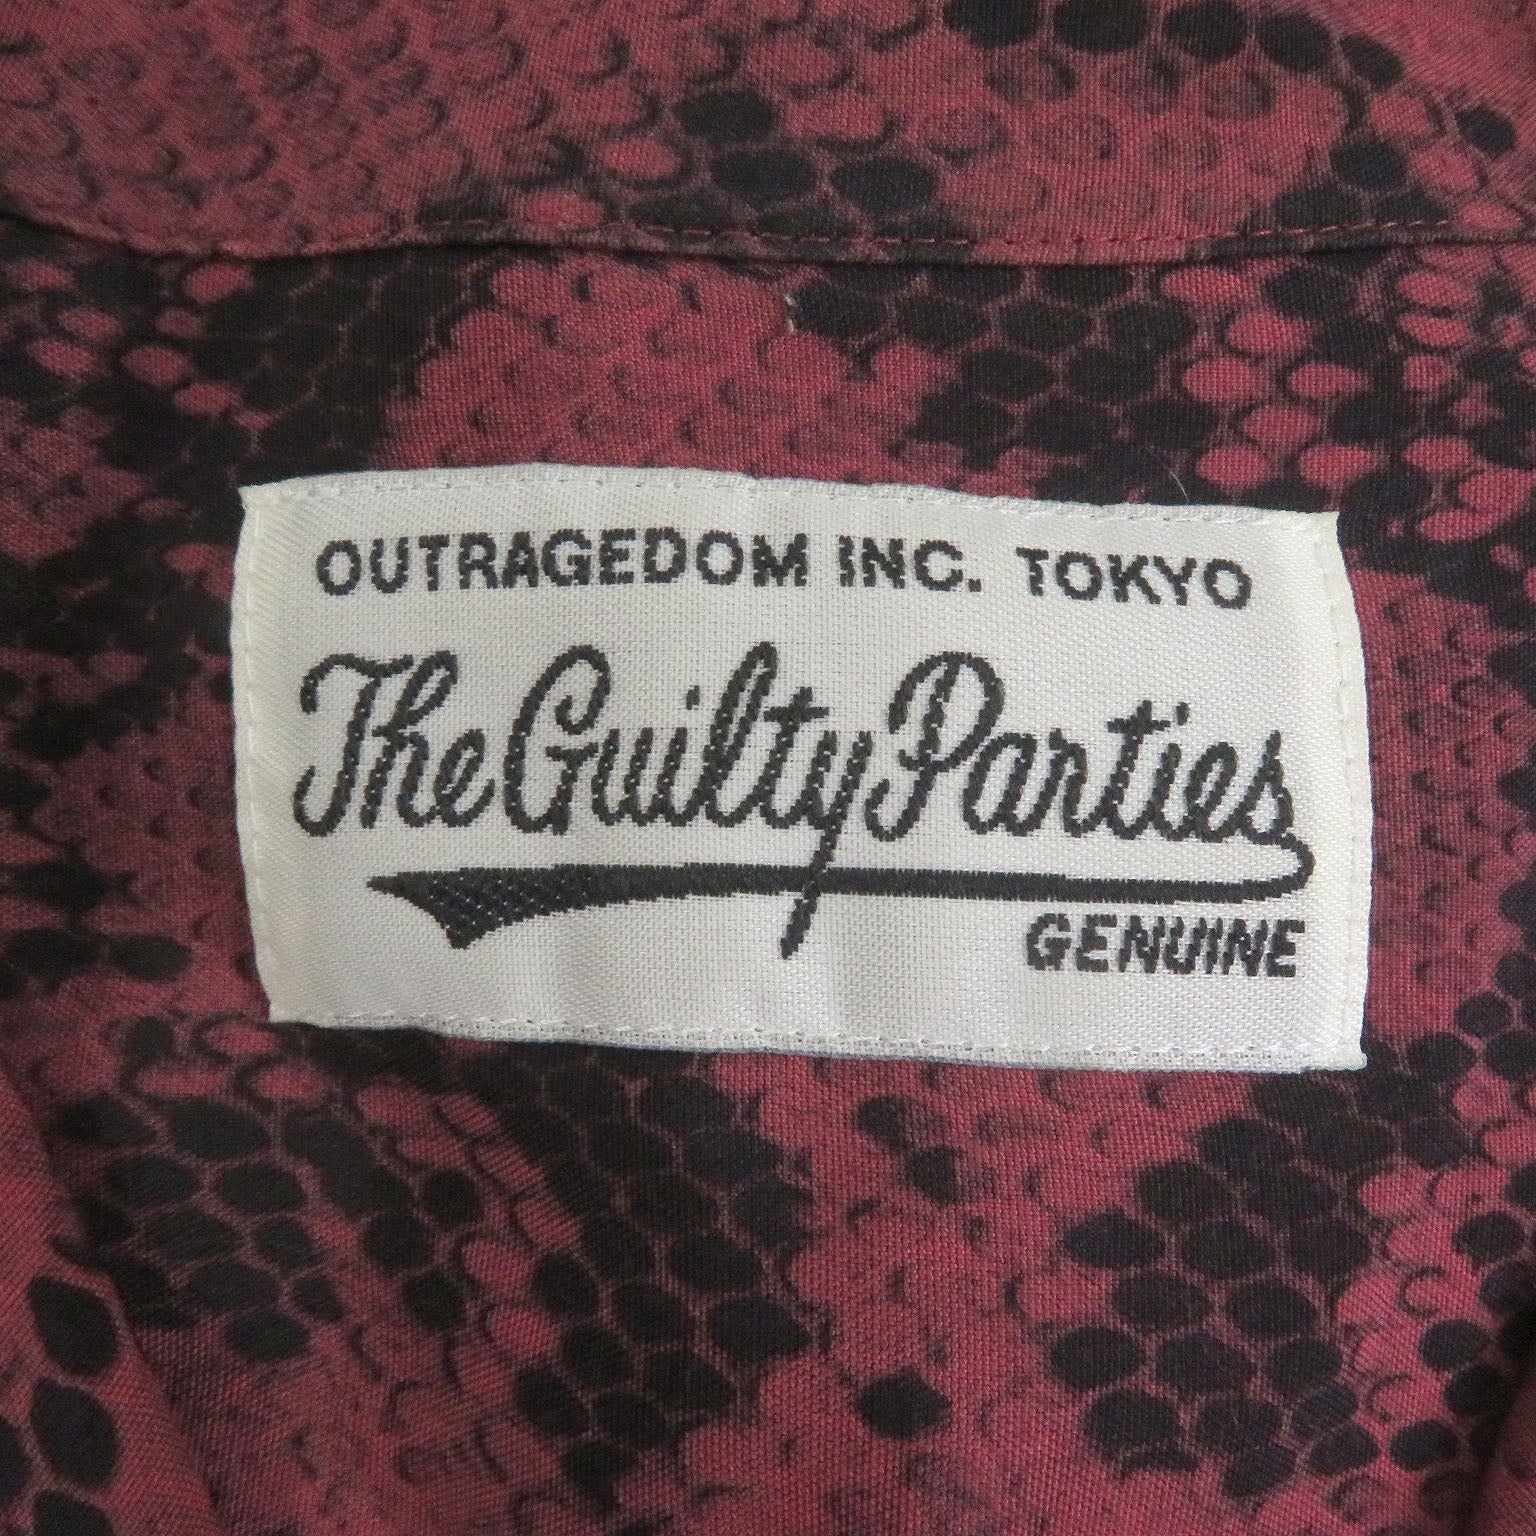 OUTRAGEDOM INC. TOKYO
The Guilty Parties
GENUINE